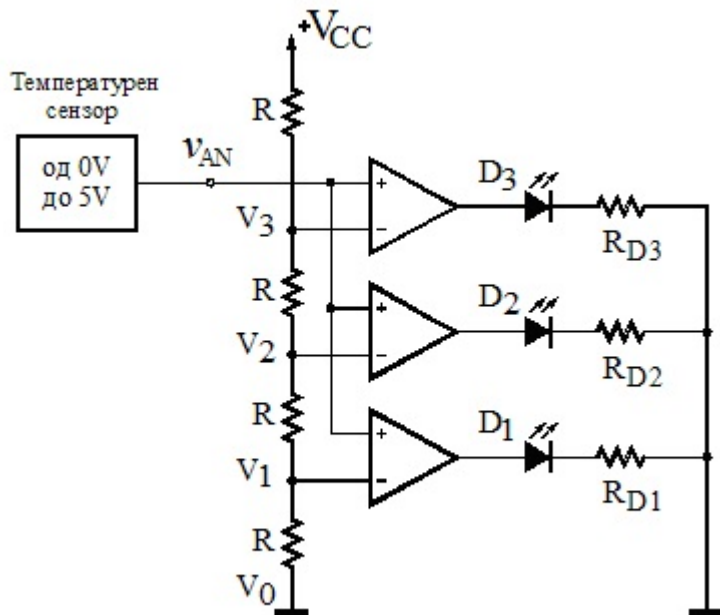 +VCC
Температурен
сензор
од 0V
до 5V
vAN
R
+
−
D3
RD3
V3
R
+
−
D2
RD2
V2
R
+
−
D1
RD1
V1
R
V0